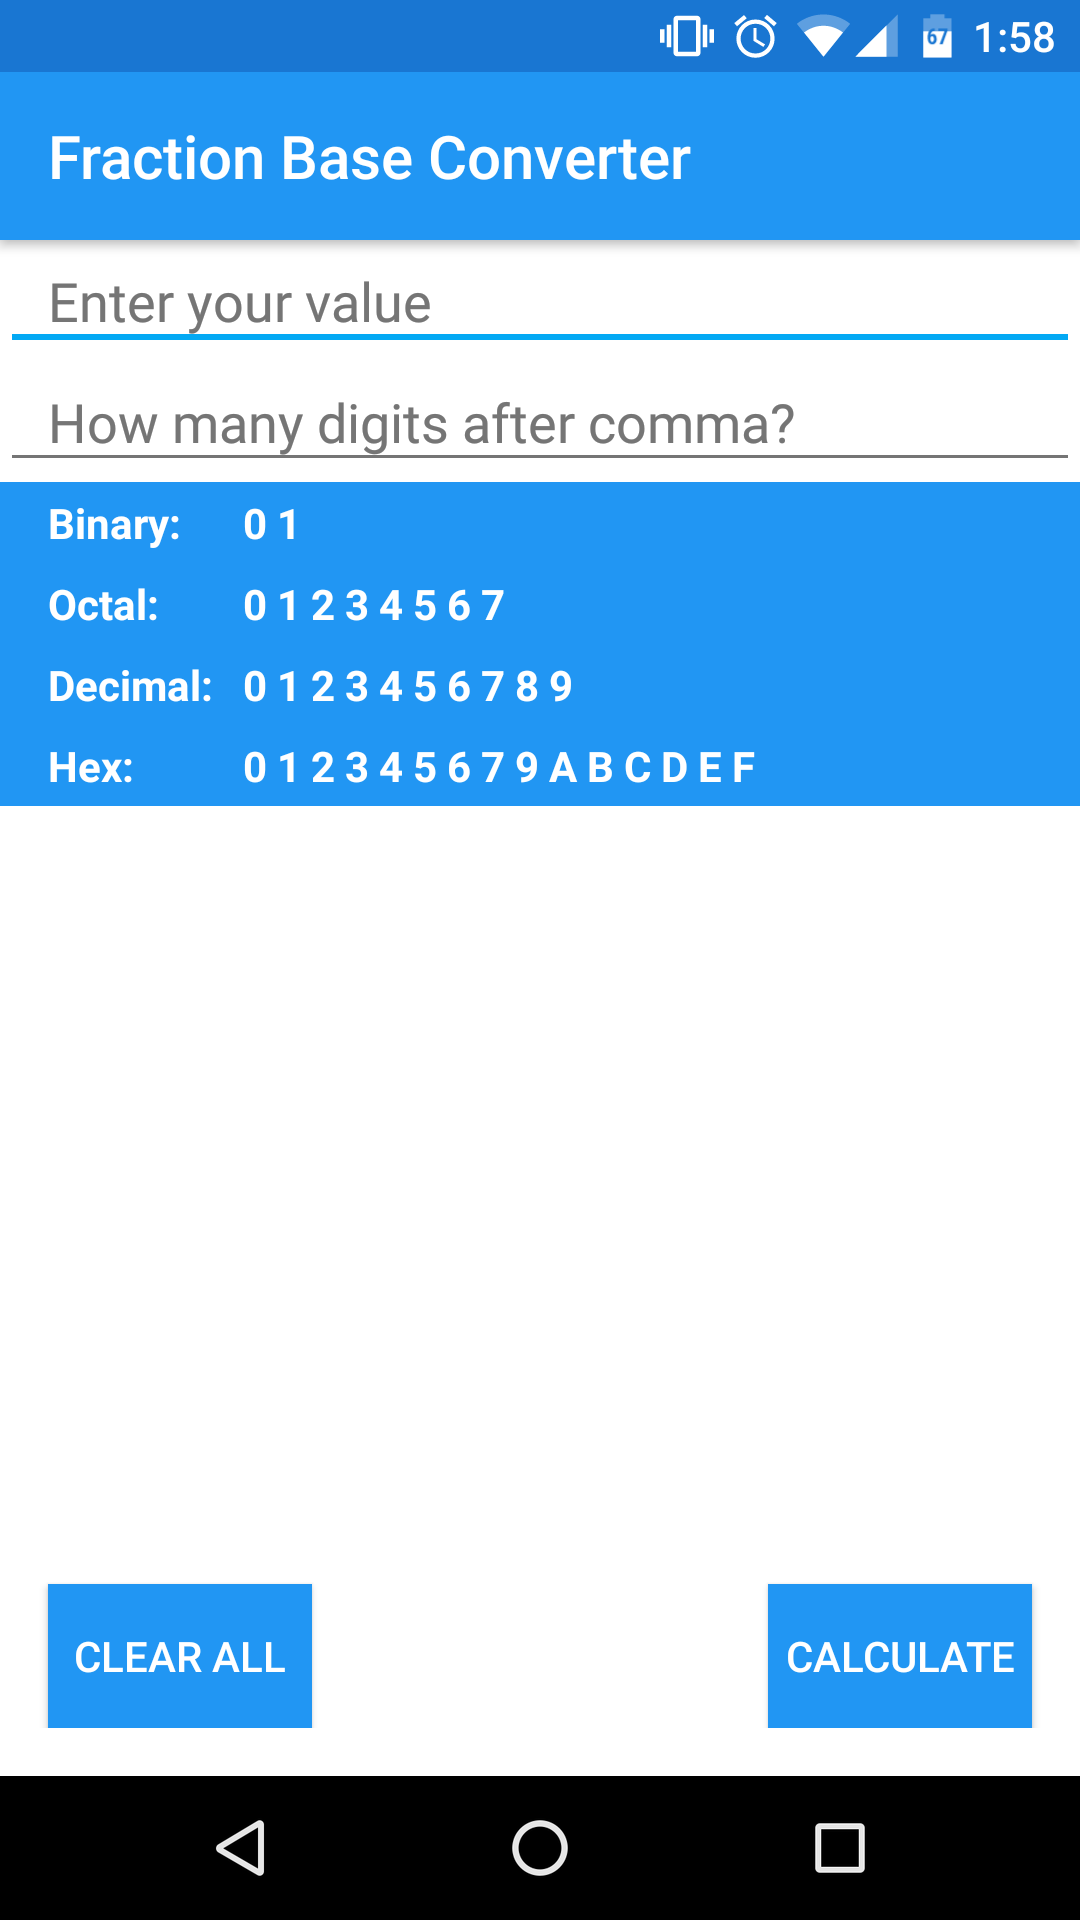 67 1:58
Fraction Base Converter
Enter your value
How many digits after comma?
Binary: 0 1
Octal: 0 1 2 3 4 5 6 7
Decimal: 0 1 2 3 4 5 6 7 8 9
Hex: 0 1 2 3 4 5 6 7 9 A B C D E F
CLEAR ALL CALCULATE